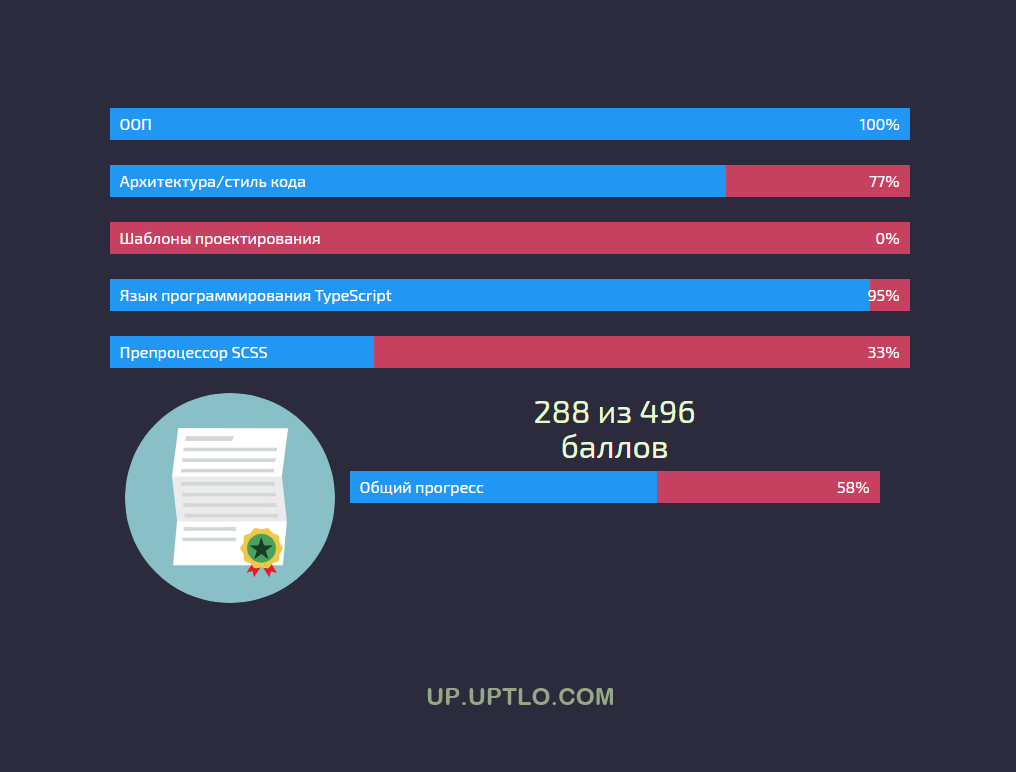 ООП 100%
Архитектура/стиль кода 77%
Шаблоны проектирования 0%
Язык программирования TypeScript 95%
Препроцессор SCSS 33%
288 из 496
баллов
Общий прогресс 58%
UP.UPTLO.COM